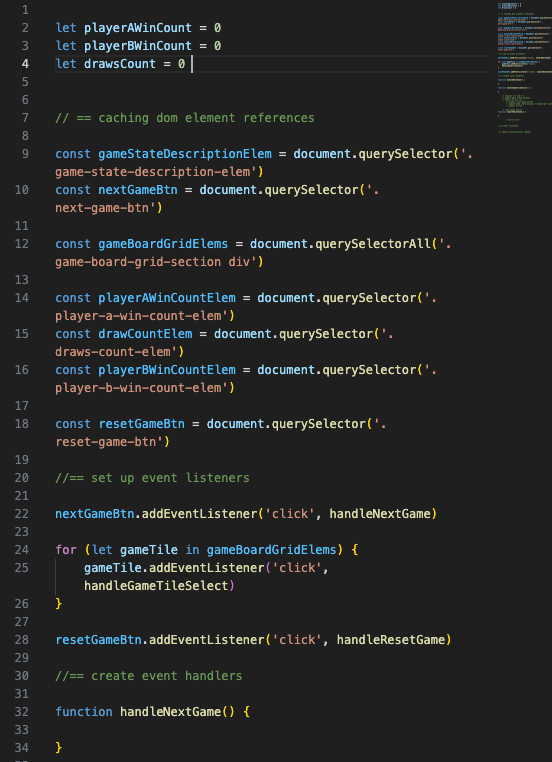 1
2 let playerAWinCount = 0
3 let playerBWinCount = 0
4 let drawsCount = 0
5
6
7 // == caching dom element references
8
9 const gameStateDescriptionElem = document.querySelector('.
game-state-description-elem')
10 const nextGameBtn = document.querySelector('.
next-game-btn')
11
12 const gameBoardGridElems = document.querySelectorAll('.
game-board-grid-section div')
13
14 const playerAWinCountElem = document.querySelector('.
player-a-win-count-elem')
15 const drawCountElem = document.querySelector('.
draws-count-elem')
16 const playerBWinCountElem = document.querySelector('.
player-b-win-count-elem')
17
18 const resetGameBtn = document.querySelector('.
reset-game-btn')
19
20 //== set up event listeners
21
22 nextGameBtn.addEventListener('click', handleNextGame)
23
24 for (let gameTile in gameBoardGridElems) {
25 gameTile.addEventListener('click',
handleGameTileSelect)
26 }
27
28 resetGameBtn.addEventListener('click', handleResetGame)
29
30 //== create event handlers
31
32 function handleNextGame() {
33
34 }